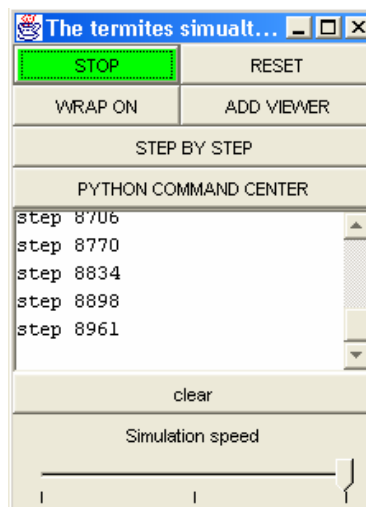 The termites simualt...
STOP RESET
WRAP ON ADD VIEWER
STEP BY STEP
PYTHON COMMAND CENTER
step 8706
step 8770
step 8834
step 8898
step 8961
clear
Simulation speed